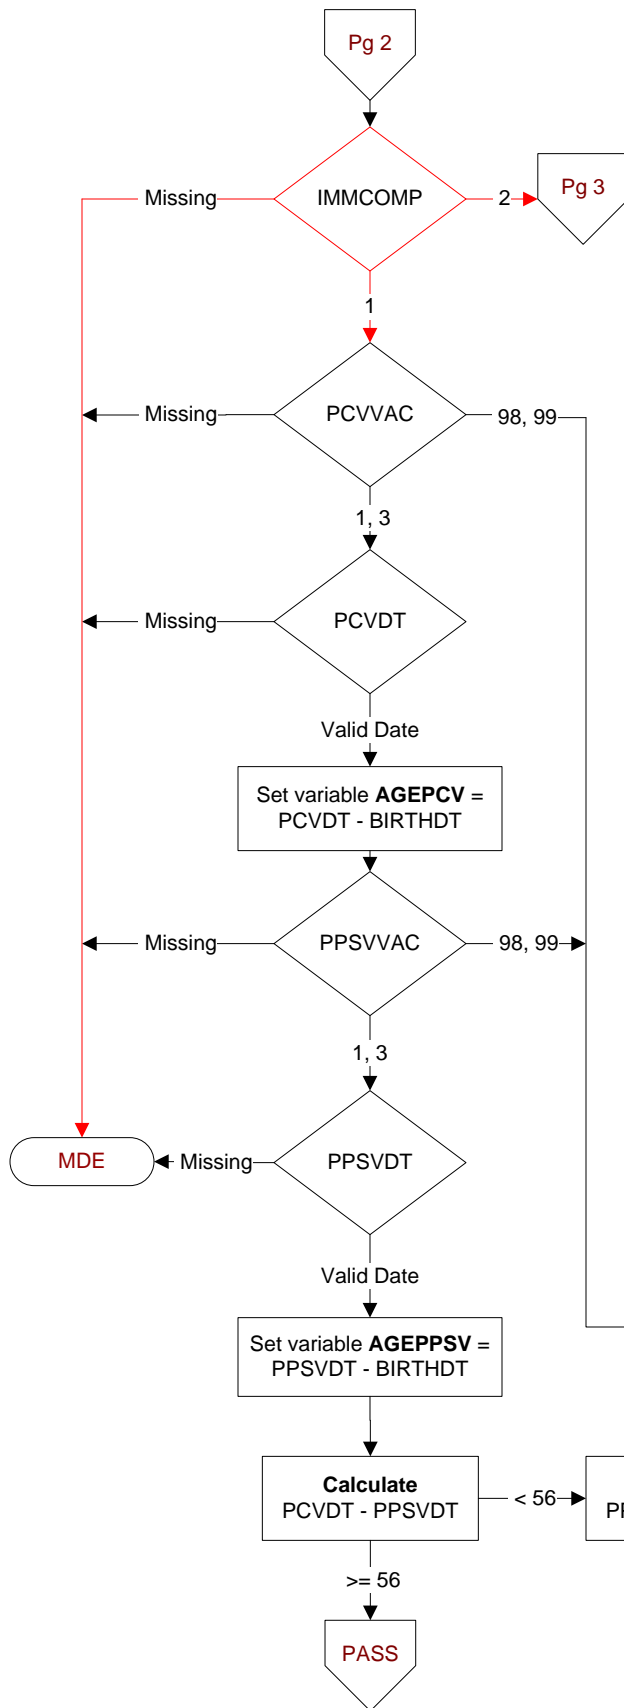 Pg 2
Missing
IMMCOMP
2
Pg 3
1
Missing
PCVVAC
98, 99
1, 3
Missing
PCVDT
Valid Date
Set variable AGEPCV =
PCVDT - BIRTHDT
Missing
PPSVVAC
98, 99
1, 3
MDE
Missing
PPSVDT
Valid Date
Set variable AGEPPSV =
PPSVDT - BIRTHDT
Calculate
PCVDT - PPSVDT
< 56
>= 56
PASS